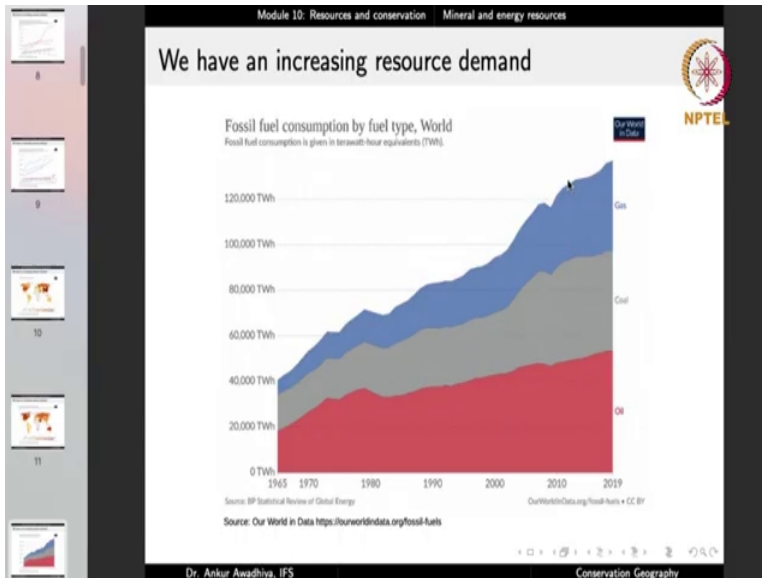 Module 10: Resources and conservation Mineral and energy resources
We have an increasing resource demand
NPTEL
Fossil fuel consumption by fuel type, World
Fossil fuel consumption is given in terawatt-hour equivalents (TWh).
Our World
in Data
120,000 TWh
Gas
100,000 TWh
80,000 TWh
Coal
60,000 TWh
40,000 TWh
Oil
20,000 TWh
0 TWh
1965 1970 1980 1990 2000 2010 2019
Source: BP Statistical Review of Global Energy OurWorldInData.org/fossil-fuels • CC BY
Source: Our World in Data https://ourworldindata.org/fossil-fuels
Dr. Ankur Awadhiya, IFS Conservation Geography
8
9
10
11